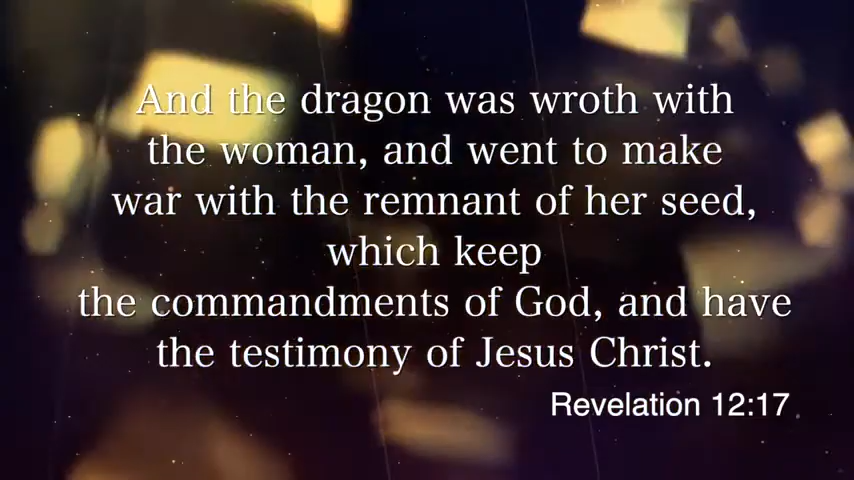 And the dragon was wroth with
the woman, and went to make
war with the remnant of her seed,
which keep
the commandments of God, and have
the testimony of Jesus Christ.
Revelation 12:17